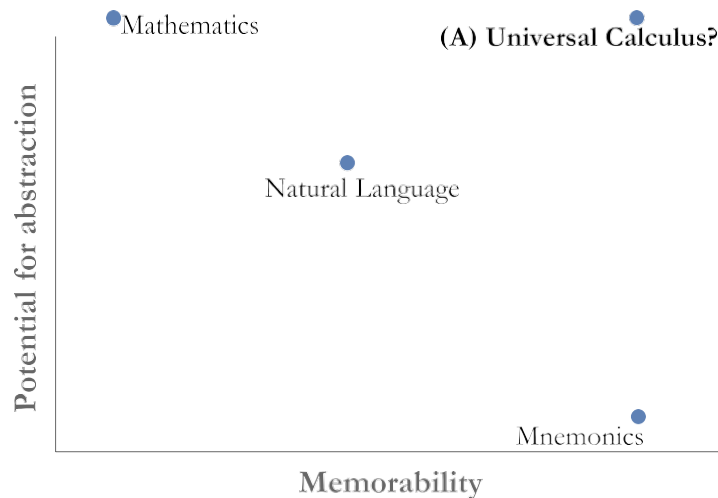 Mathematics
(A) Universal Calculus?
Natural Language
Mnemonics
Potential for abstraction
Memorability